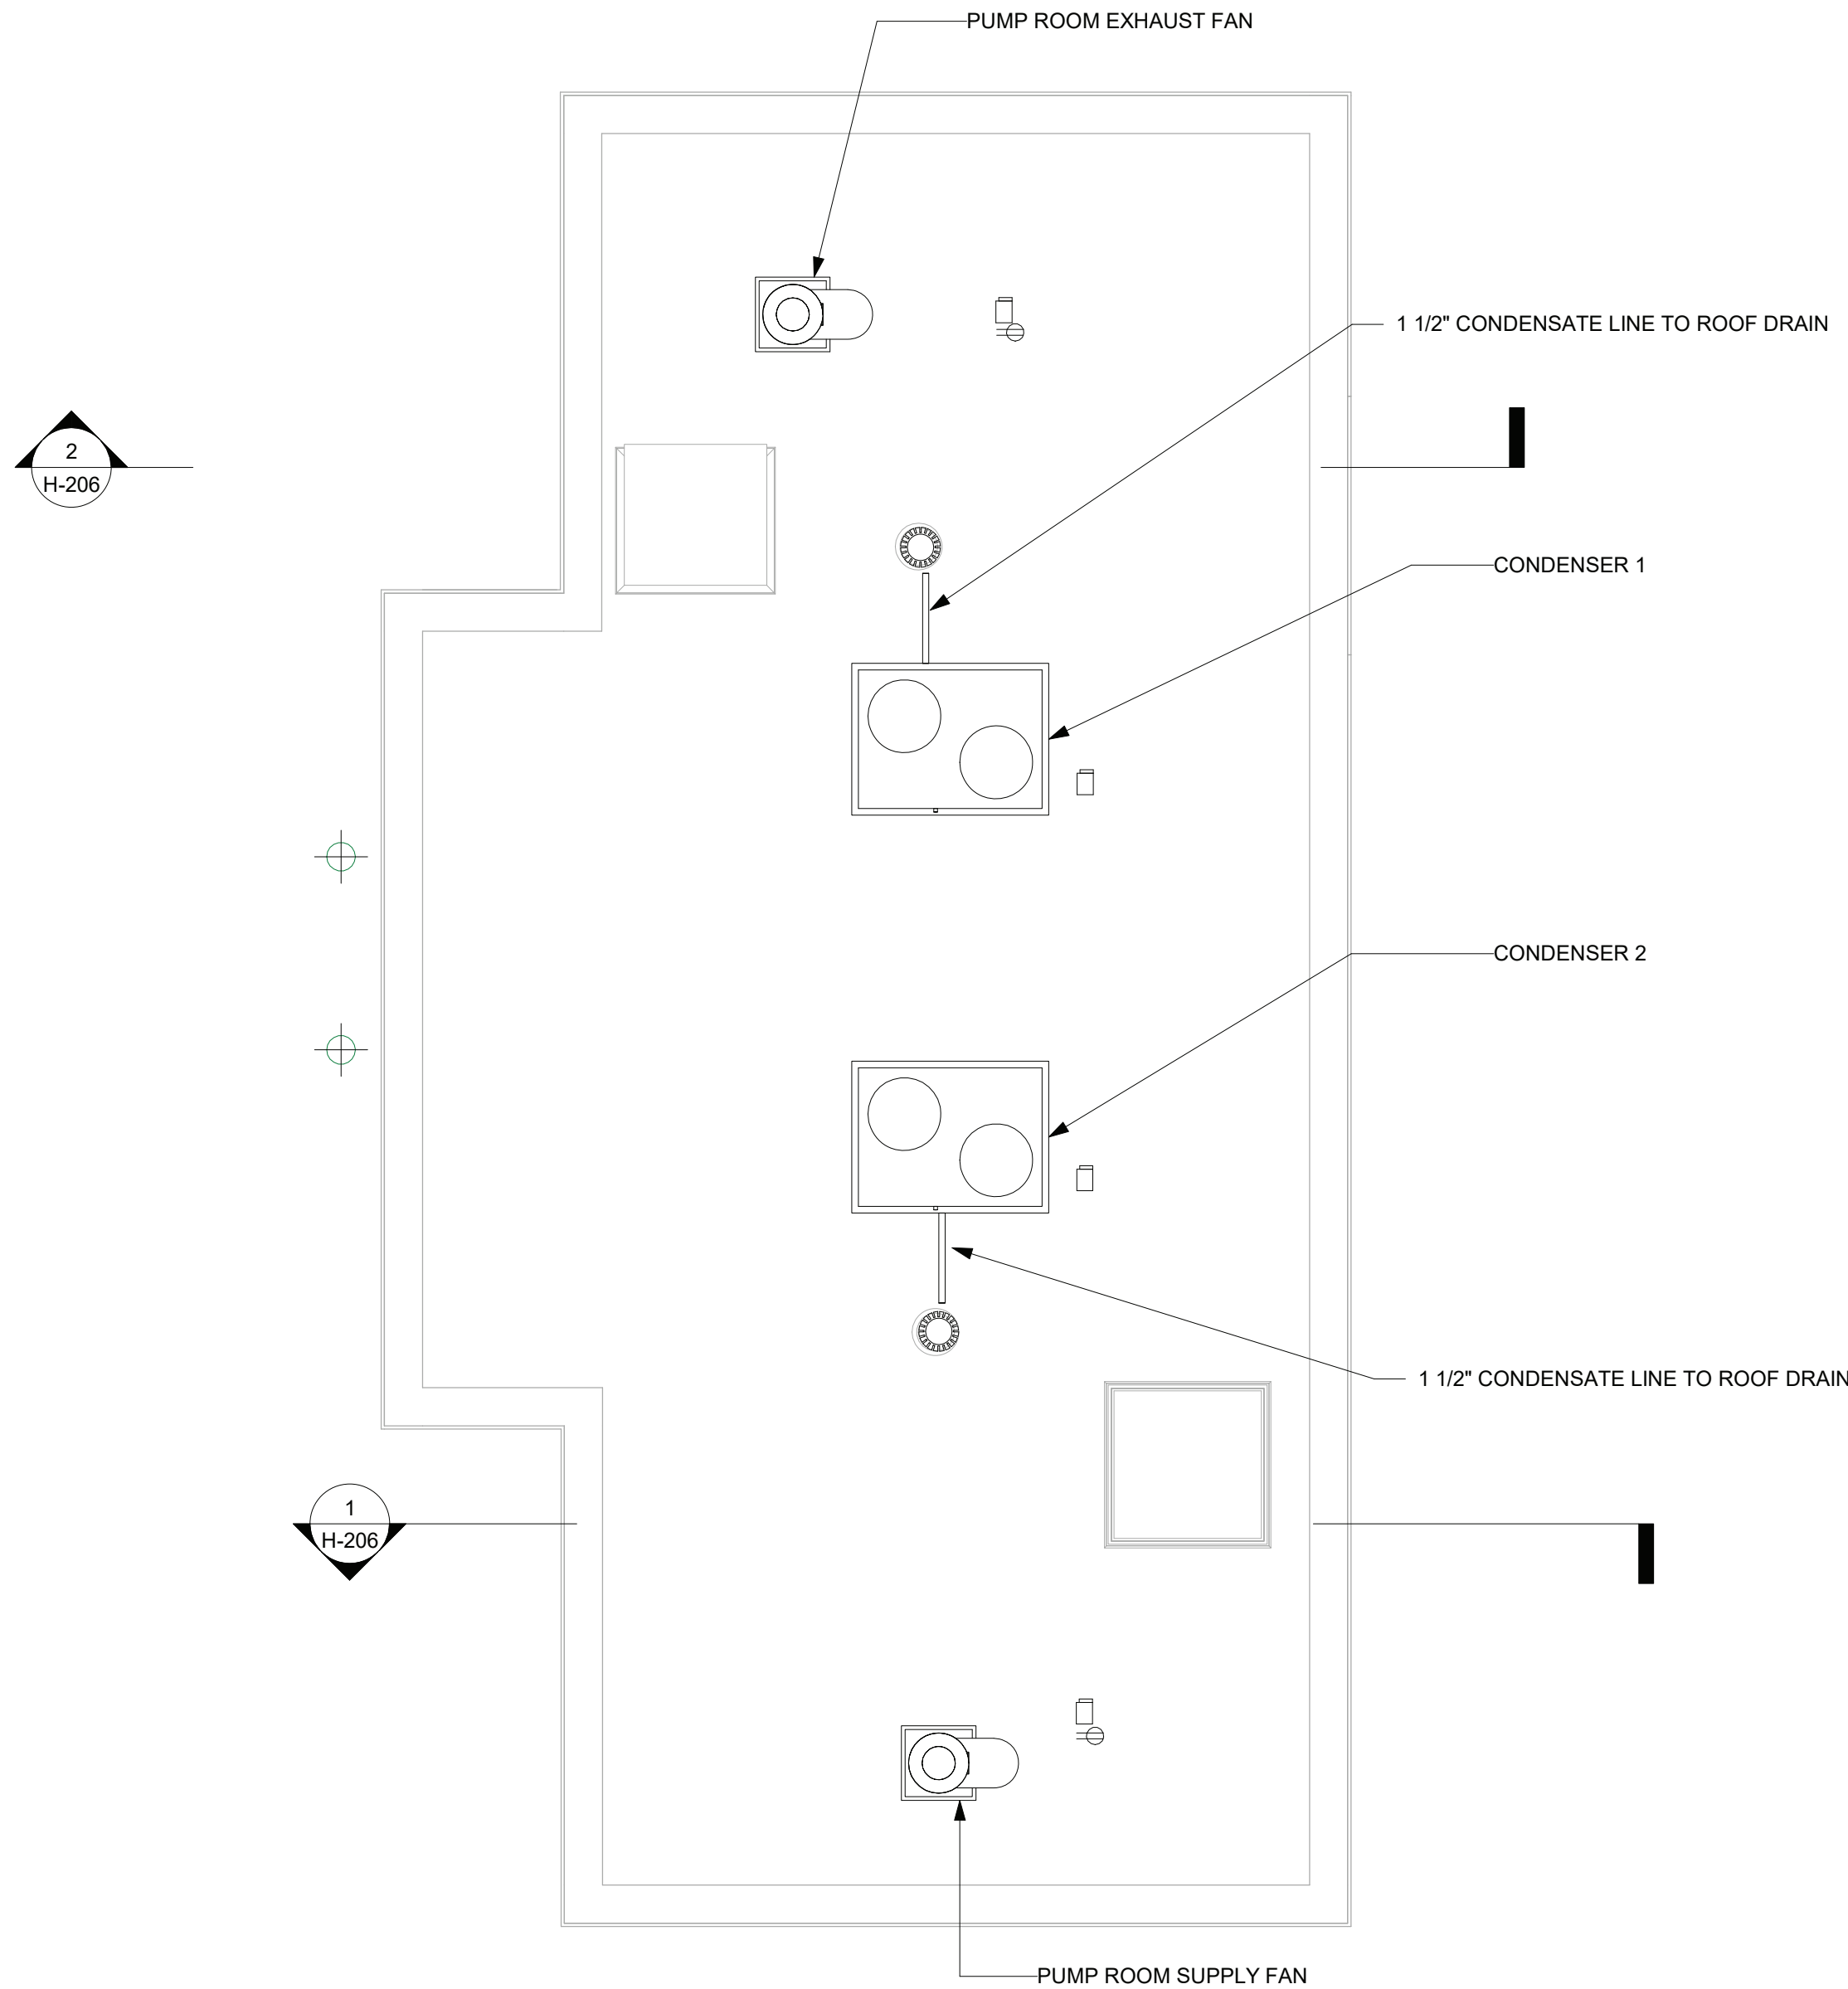 PUMP ROOM EXHAUST FAN
1 1/2" CONDENSATE LINE TO ROOF DRAIN
2
H-206
CONDENSER 1
CONDENSER 2
1 1/2" CONDENSATE LINE TO ROOF DRAIN
1
H-206
PUMP ROOM SUPPLY FAN